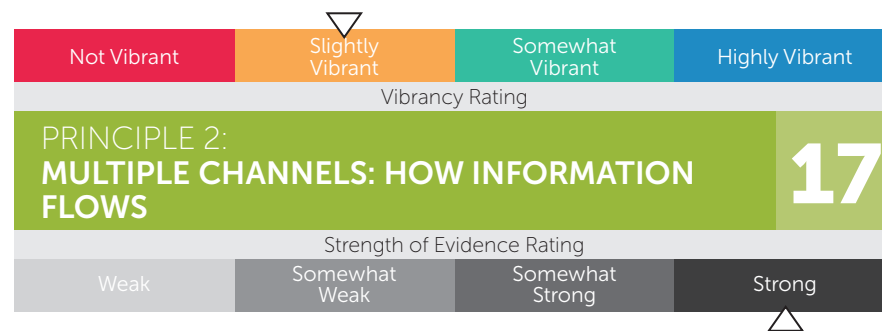 Not Vibrant
Slightly
Vibrant
Somewhat
Vibrant
Highly Vibrant
Vibrancy Rating
PRINCIPLE 2:
MULTIPLE CHANNELS: HOW INFORMATION
FLOWS
17
Strength of Evidence Rating
Weak
Somewhat
Weak
Somewhat
Strong
Strong